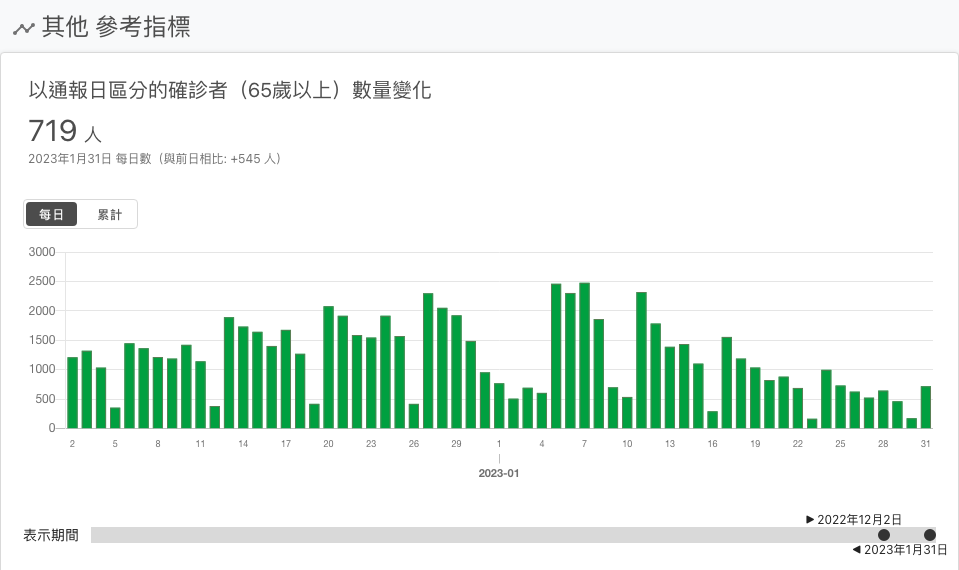 其他 參考指標
以通報日區分的確診者（65歲以上）數量變化
719 人
2023年1月31日 每日數（與前日相比: +545 人）
每日 累計
3000
2500
2000
1500
1000
500
0
2 5 8 11 14 17 20 23 26 29 1 4 7 10 13 16 19 22 25 28 31
2023-01
▶ 2022年12月2日
表示期間
◀ 2023年1月31日